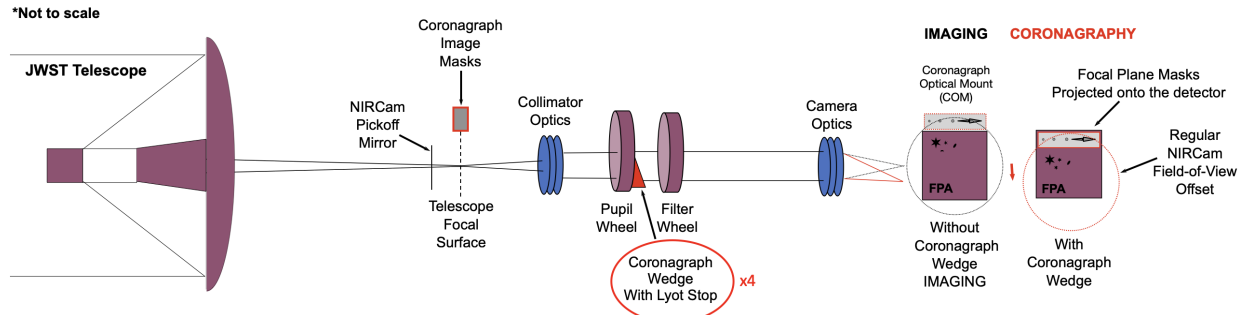 *Not to scale
JWST Telescope
Coronagraph
Image
Masks
NIRCam
Pickoff
Mirror
Telescope
Focal
Surface
Collimator
Optics
Pupil
Wheel
Filter
Wheel
Coronagraph
Wedge
With Lyot Stop
x4
Camera
Optics
IMAGING
CORONAGRAPHY
Coronagraph
Optical Mount
(COM)
FPA
Without
Coronagraph
Wedge
IMAGING
Focal Plane Masks
Projected onto the detector
Regular
NIRCam
Field-of-View
Offset
FPA
With
Coronagraph
Wedge